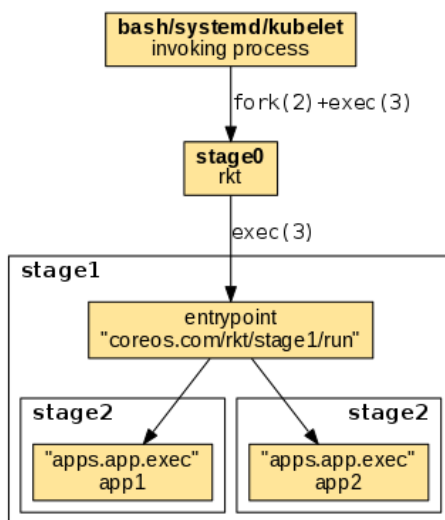 bash/systemd/kubelet
invoking process
fork(2)+exec(3)
stage0
rkt
exec(3)
stage1
entrypoint
"coreos.com/rkt/stage1/run"
stage2
stage2
"apps.app.exec"
app1
"apps.app.exec"
app2